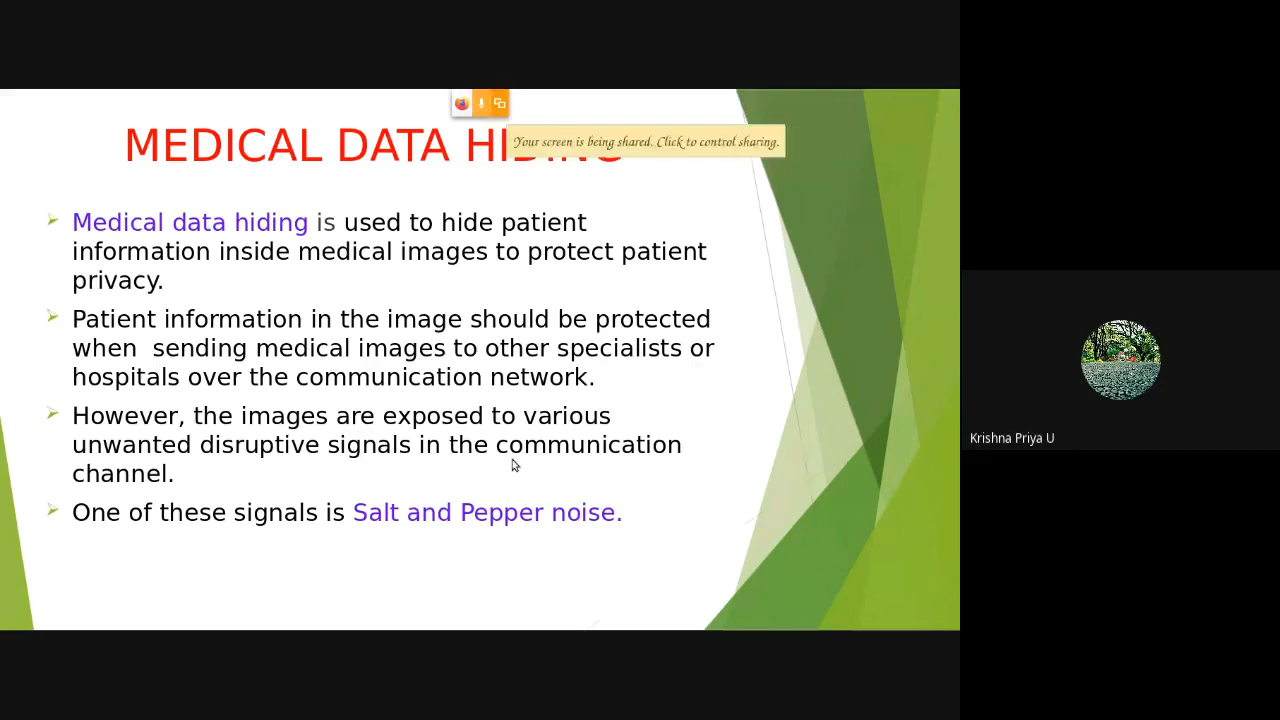 MEDICAL DATA HIDING
Your screen is being shared. Click to control sharing.
Medical data hiding is used to hide patient
information inside medical images to protect patient
privacy.
Patient information in the image should be protected
when  sending medical images to other specialists or
hospitals over the communication network.
However, the images are exposed to various
unwanted disruptive signals in the communication
channel.
One of these signals is Salt and Pepper noise.
Krishna Priya U